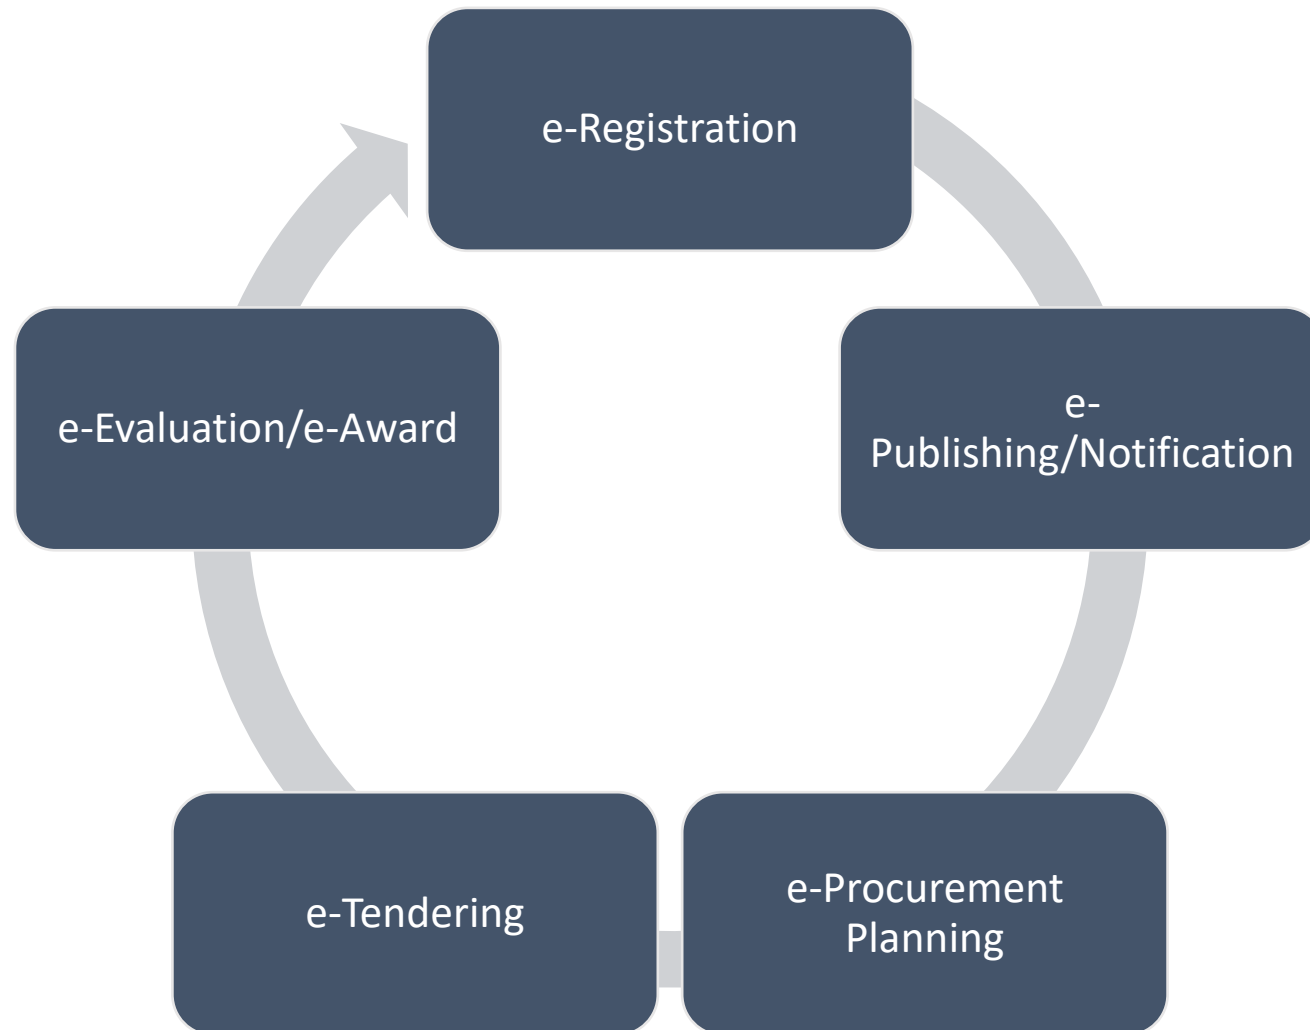 e-Registration
e-
Publishing/Notification
e-Procurement
Planning
e-Tendering
e-Evaluation/e-Award